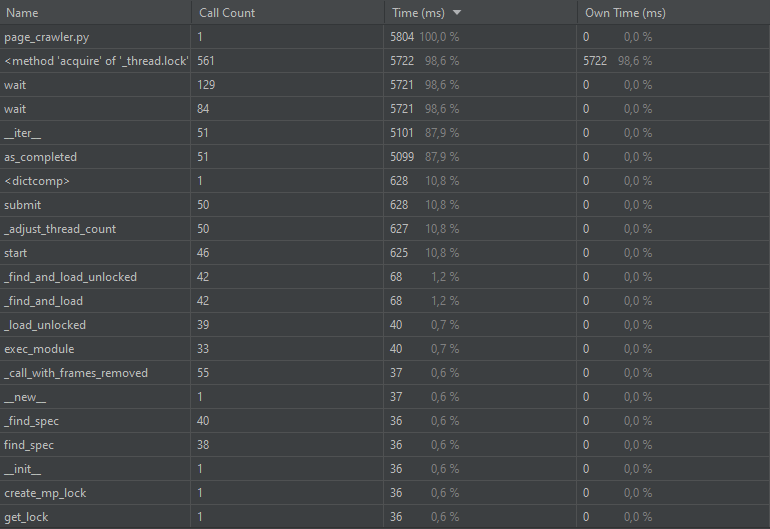 Name Call Count Time (ms) Own Time (ms)
page_crawler.py 1 5804 100,0 % 0 0,0 %
<method 'acquire' of '_thread.lock' 561 5722 98,6 % 5722 98,6 %
wait 129 5721 98,6 % 0 0,0 %
wait 84 5721 98,6 % 0 0,0 %
__iter__ 51 5101 87,9 % 0 0,0 %
as_completed 51 5099 87,9 % 0 0,0 %
<dictcomp> 1 628 10,8 % 0 0,0 %
submit 50 628 10,8 % 0 0,0 %
_adjust_thread_count 50 627 10,8 % 0 0,0 %
start 46 625 10,8 % 0 0,0 %
_find_and_load_unlocked 42 68 1,2 % 0 0,0 %
_find_and_load 42 68 1,2 % 0 0,0 %
_load_unlocked 39 40 0,7 % 0 0,0 %
exec_module 33 40 0,7 % 0 0,0 %
_call_with_frames_removed 55 37 0,6 % 0 0,0 %
__new__ 1 37 0,6 % 0 0,0 %
_find_spec 40 36 0,6 % 0 0,0 %
find_spec 38 36 0,6 % 0 0,0 %
__init__ 1 36 0,6 % 0 0,0 %
create_mp_lock 1 36 0,6 % 0 0,0 %
get_lock 1 36 0,6 % 0 0,0 %